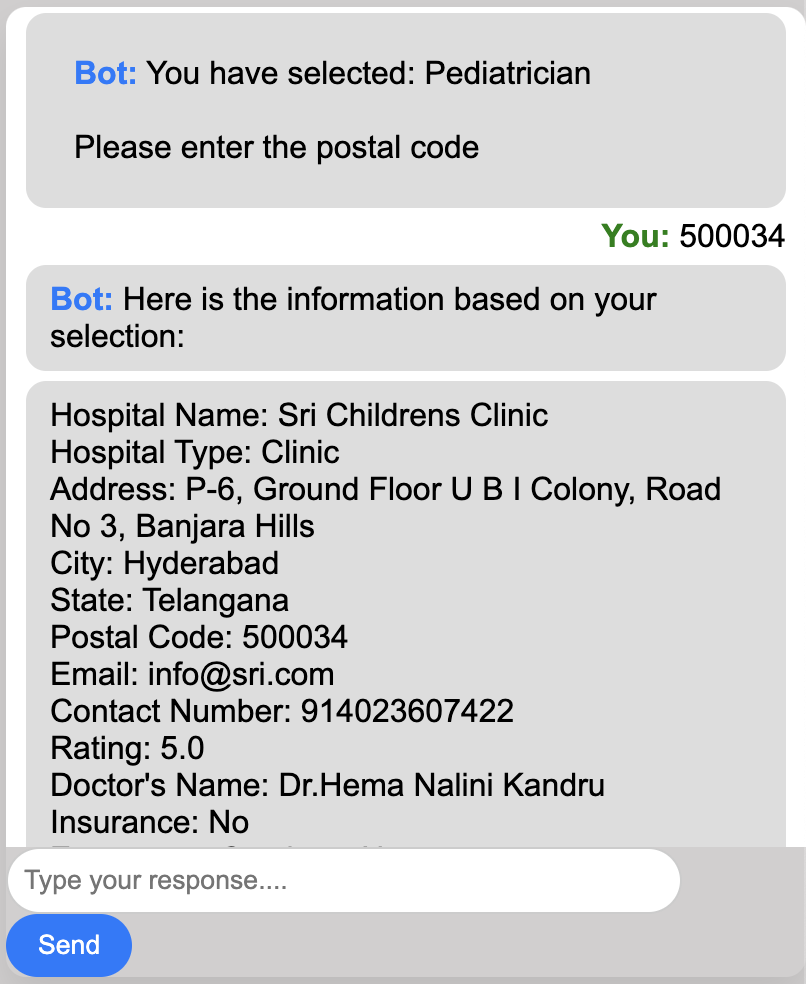 Bot: You have selected: Pediatrician
Please enter the postal code
You: 500034
Bot: Here is the information based on your
selection:
Hospital Name: Sri Childrens Clinic
Hospital Type: Clinic
Address: P-6, Ground Floor U B I Colony, Road
No 3, Banjara Hills
City: Hyderabad
State: Telangana
Postal Code: 500034
Email: info@sri.com
Contact Number: 914023607422
Rating: 5.0
Doctor's Name: Dr.Hema Nalini Kandru
Insurance: No
Type your response....
Send